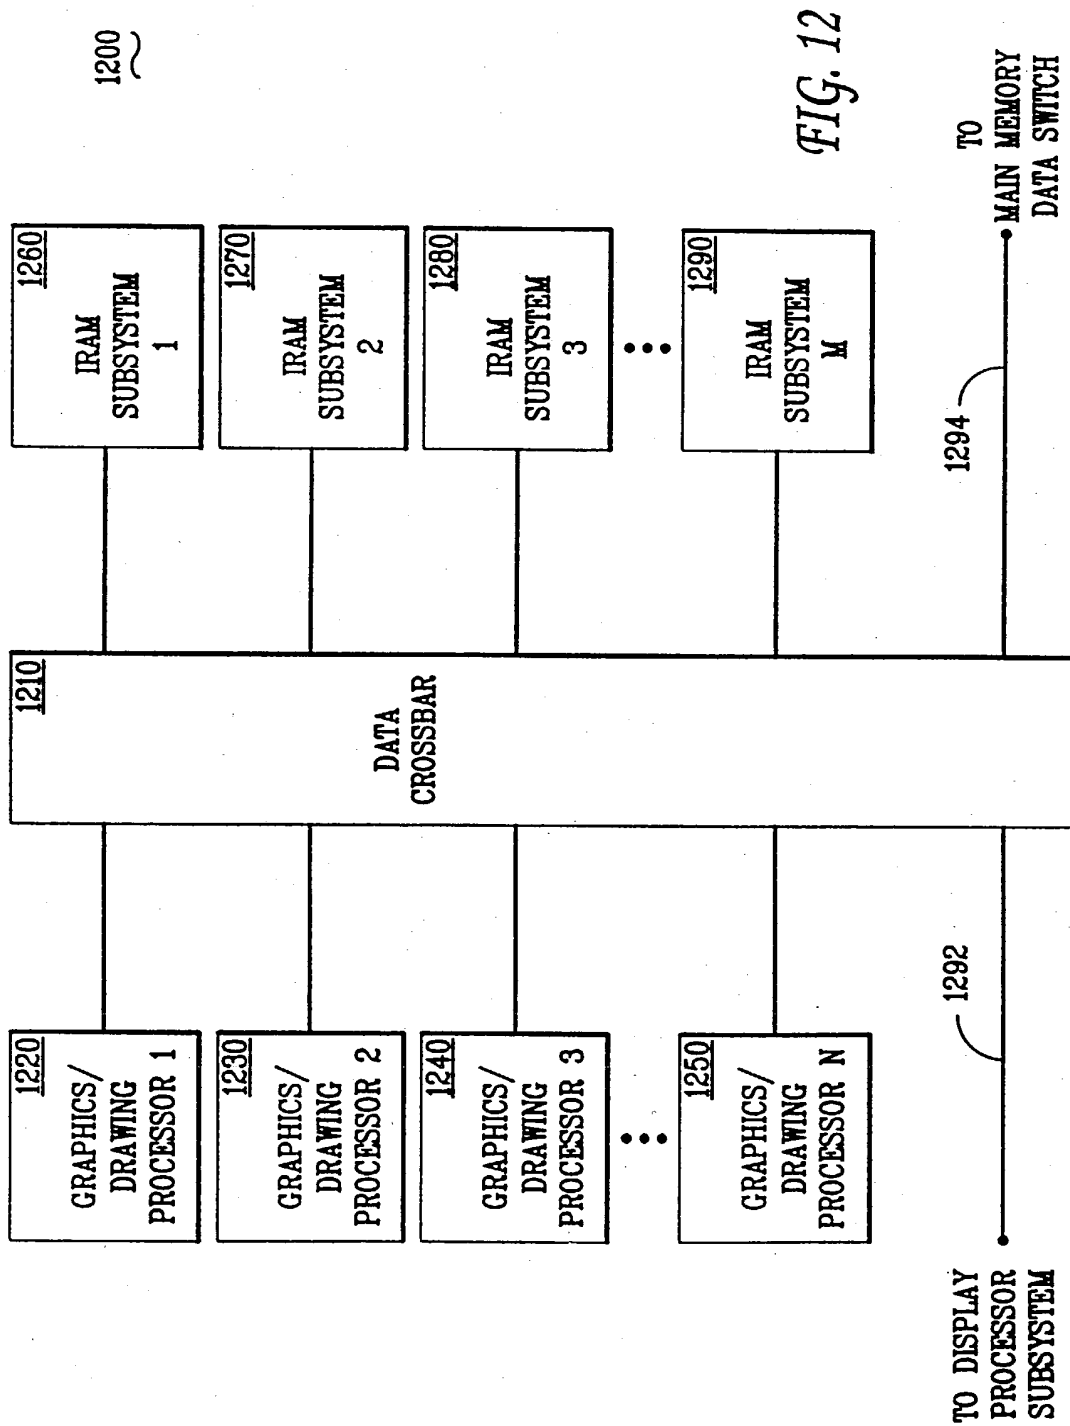 1200
1220
GRAPHICS/
DRAWING
PROCESSOR 1
1210
DATA
CROSSBAR
1260
IRAM
SUBSYSTEM
1
1230
GRAPHICS/
DRAWING
PROCESSOR 2
1270
IRAM
SUBSYSTEM
2
1240
GRAPHICS/
DRAWING
PROCESSOR 3
1280
IRAM
SUBSYSTEM
3
1250
GRAPHICS/
DRAWING
PROCESSOR N
1290
IRAM
SUBSYSTEM
M
FIG. 12
1292
TO DISPLAY
PROCESSOR
SUBSYSTEM
1294
TO
MAIN MEMORY
DATA SWITCH